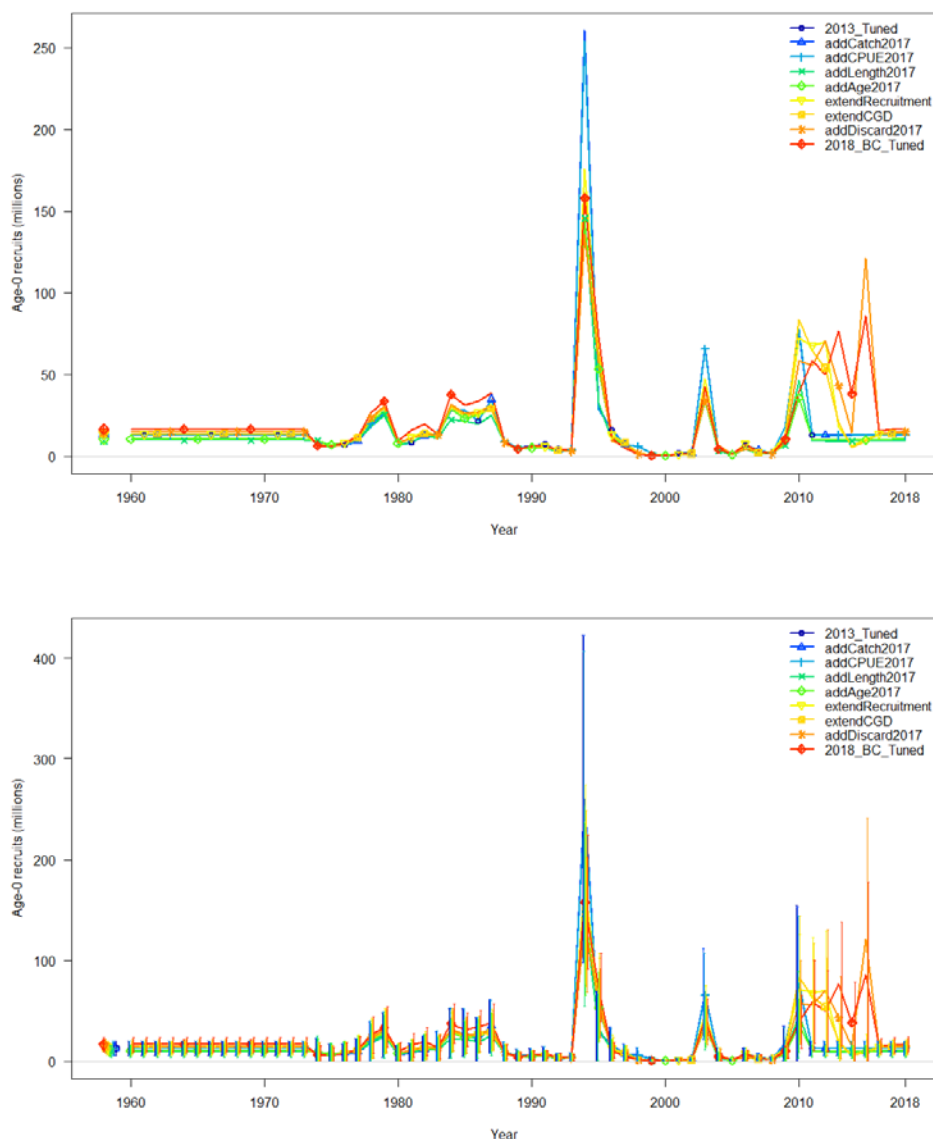 250
200
150
100
50
0
Age-0 recruits (millions)
2013_Tuned
addCatch2017
addCPUE2017
addLength2017
addAge2017
extendRecruitment
extendCGD
addDiscard2017
2018_BC_Tuned
1960 1970 1980 1990 2000 2010 2018
Year
400
300
200
100
0
Age-0 recruits (millions)
2013_Tuned
addCatch2017
addCPUE2017
addLength2017
addAge2017
extendRecruitment
extendCGD
addDiscard2017
2018_BC_Tuned
1960 1970 1980 1990 2000 2010 2018
Year